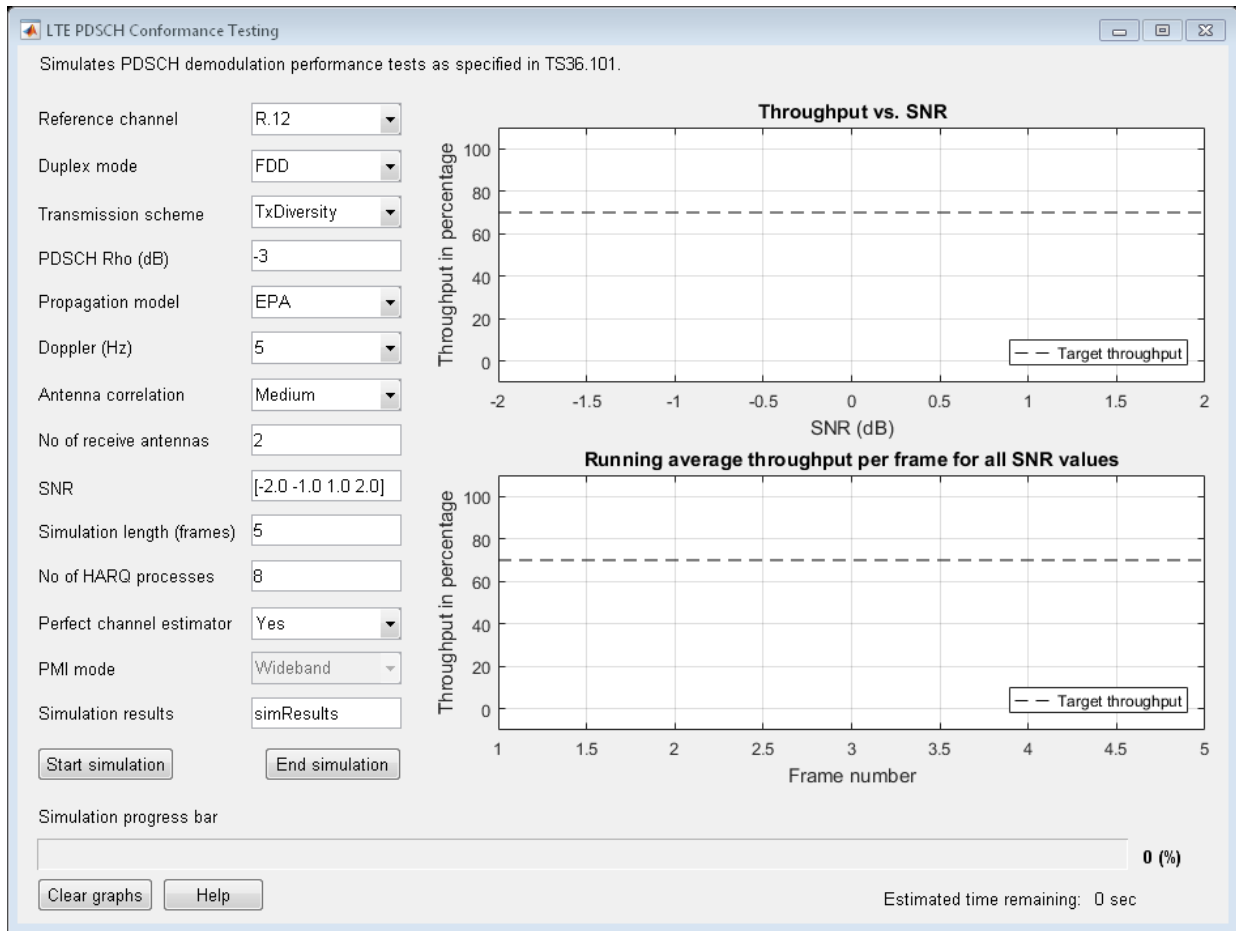 LTE PDSCH Conformance Testing
Simulates PDSCH demodulation performance tests as specified in TS36.101.
Reference channel R.12
Duplex mode FDD
Transmission scheme TxDiversity
PDSCH Rho (dB) -3
Propagation model EPA
Doppler (Hz) 5
Antenna correlation Medium
No of receive antennas 2
SNR [-2.0 -1.0 1.0 2.0]
Simulation length (frames) 5
No of HARQ processes 8
Perfect channel estimator Yes
PMI mode Wideband
Simulation results simResults
Start simulation End simulation
Throughput vs. SNR
Throughput in percentage
100
80
60
40
20
0
Target throughput
-2 -1.5 -1 -0.5 0 0.5 1 1.5 2
SNR (dB)
Running average throughput per frame for all SNR values
Throughput in percentage
100
80
60
40
20
0
Target throughput
1 1.5 2 2.5 3 3.5 4 4.5 5
Frame number
Simulation progress bar
0 (%)
Clear graphs Help
Estimated time remaining: 0 sec